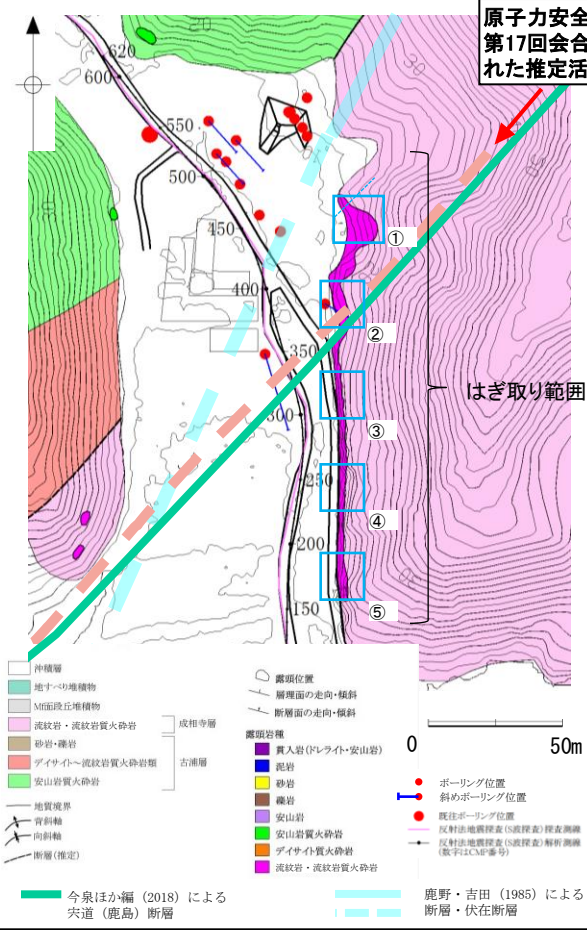 原子力安全
第17回会合
れた推定活
620
600
550
500
450
400
350
300
250
200
150
30
30
①
②
③
④
⑤
はぎ取り範囲
沖積層
地すべり堆積物
Mf面段丘堆積物
流紋岩・流紋岩質火砕岩
成相寺層
砂岩・礫岩
デイサイト～流紋岩質火砕岩類
古浦層
安山岩質火砕岩
地質境界
背斜軸
向斜軸
断層(推定)
露頭位置
層理面の走向・傾斜
断層面の走向・傾斜
露頭岩種
貫入岩(ドレライト・安山岩)
泥岩
砂岩
礫岩
安山岩
安山岩質火砕岩
デイサイト質火砕岩
流紋岩・流紋岩質火砕岩
0
50m
ボーリング位置
斜めボーリング位置
既往ボーリング位置
反射法地震探査(S波探査)探査測線
反射法地震探査(S波探査)解析測線
(数字はCMP番号)
今泉ほか編（2018）による
宍道（鹿島）断層
鹿野・吉田（1985）による
断層・伏在断層